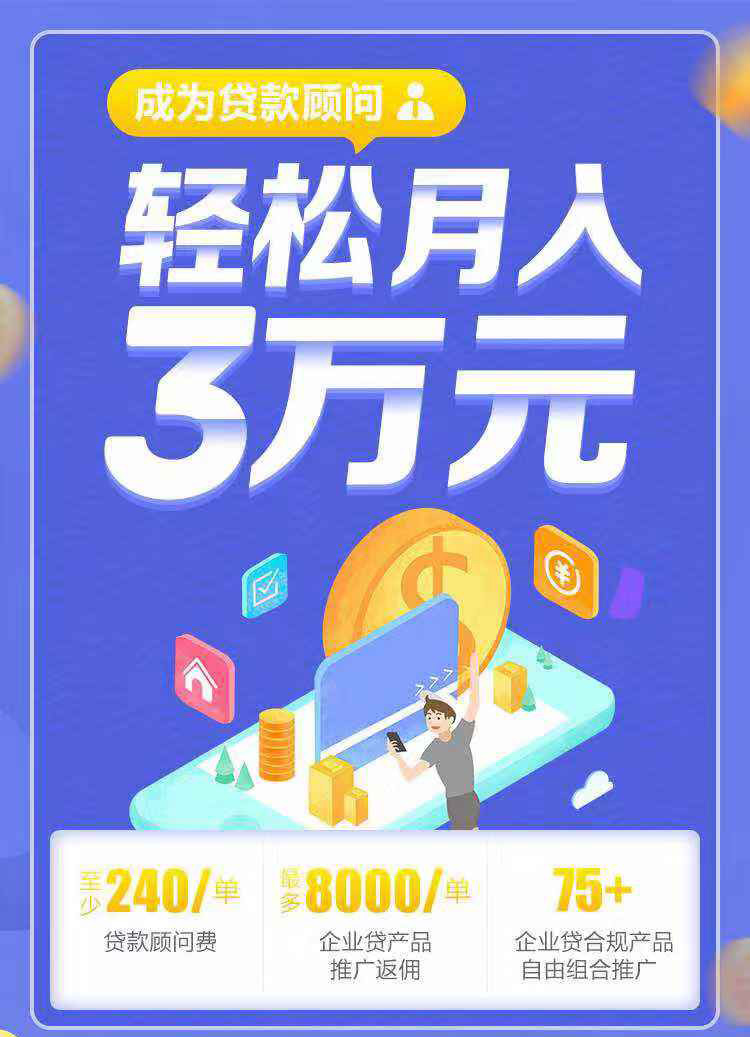 成为贷款顾问
轻松月入
3万元
至少240/单
贷款顾问费
最多8000/单
企业贷产品
推广返佣
75+
企业贷合规产品
自由组合推广